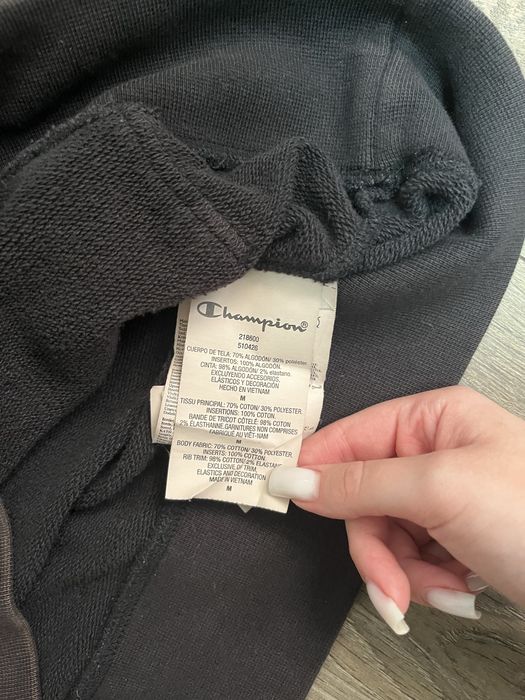 Champion®
218600
510426
CUERPO DE TELA: 70% ALGODÓN/ 30% poliéster.
INSERTOS: 100% ALGODÓN.
CINTA: 98% ALGODÓN/ 2% elastano.
EXCLUYENDO ACCESORIOS.
ELÁSTICOS Y DECORACIÓN
HECHO EN VIETNAM
M
TISSU PRINCIPAL: 70% COTON/ 30% POLYESTER.
INSERTIONS: 100% COTON.
BANDE DE TRICOT CÔTELÉ: 98% COTON
2% ÉLASTHANNE GARNITURES NON COMPRISES
FABRIQUÉ AU VIÊT-NAM
M
BODY FABRIC: 70% COTTON/ 30% POLYESTER,
INSERTS: 100% COTTON.
RIB TRIM: 98% COTTON/ 2% ELASTANE
EXCLUSIVE OF TRIM,
ELASTICS AND DECORATION
MADE IN VIETNAM
M